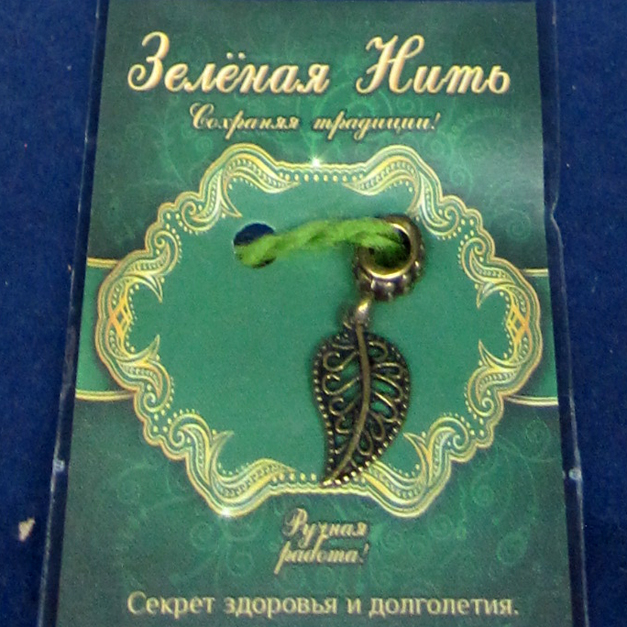 Зелёная Нить
Сохраняя традиции!
Ручная
работа!
Секрет здоровья и долголетия.